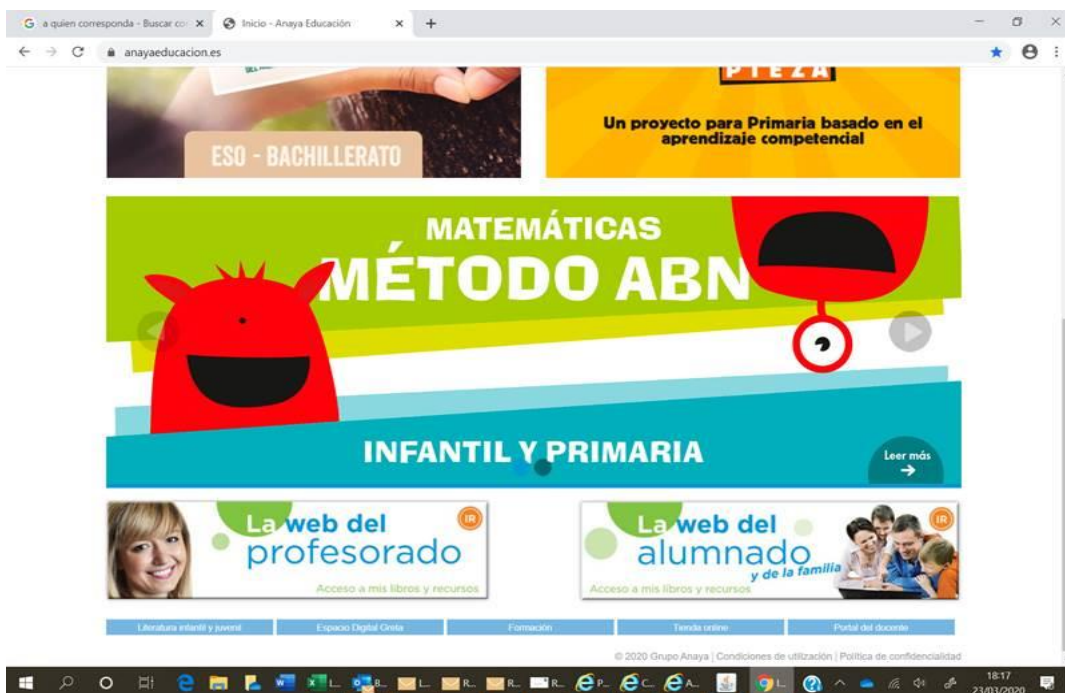 a quien corresponda - Buscar co
Inicio - Anaya Educación
anayaeducacion.es
PIEZA
ESO - BACHILLERATO
Un proyecto para Primaria basado en el
aprendizaje competencial
MATEMÁTICAS
MÉTODO ABN
INFANTIL Y PRIMARIA
Leer más
La web del
profesorado
IR
Acceso a mis libros y recursos
La web del
alumnado
y de la familia
IR
Acceso a mis libros y recursos
Literatura infantil y juvenil Espacio Digital Greta Formación Tienda online Portal del docente
© 2020 Grupo Anaya | Condiciones de utilización | Política de confidencialidad
L... B... L... R... R... R... P... C... A... L...
18:17
23/03/2020